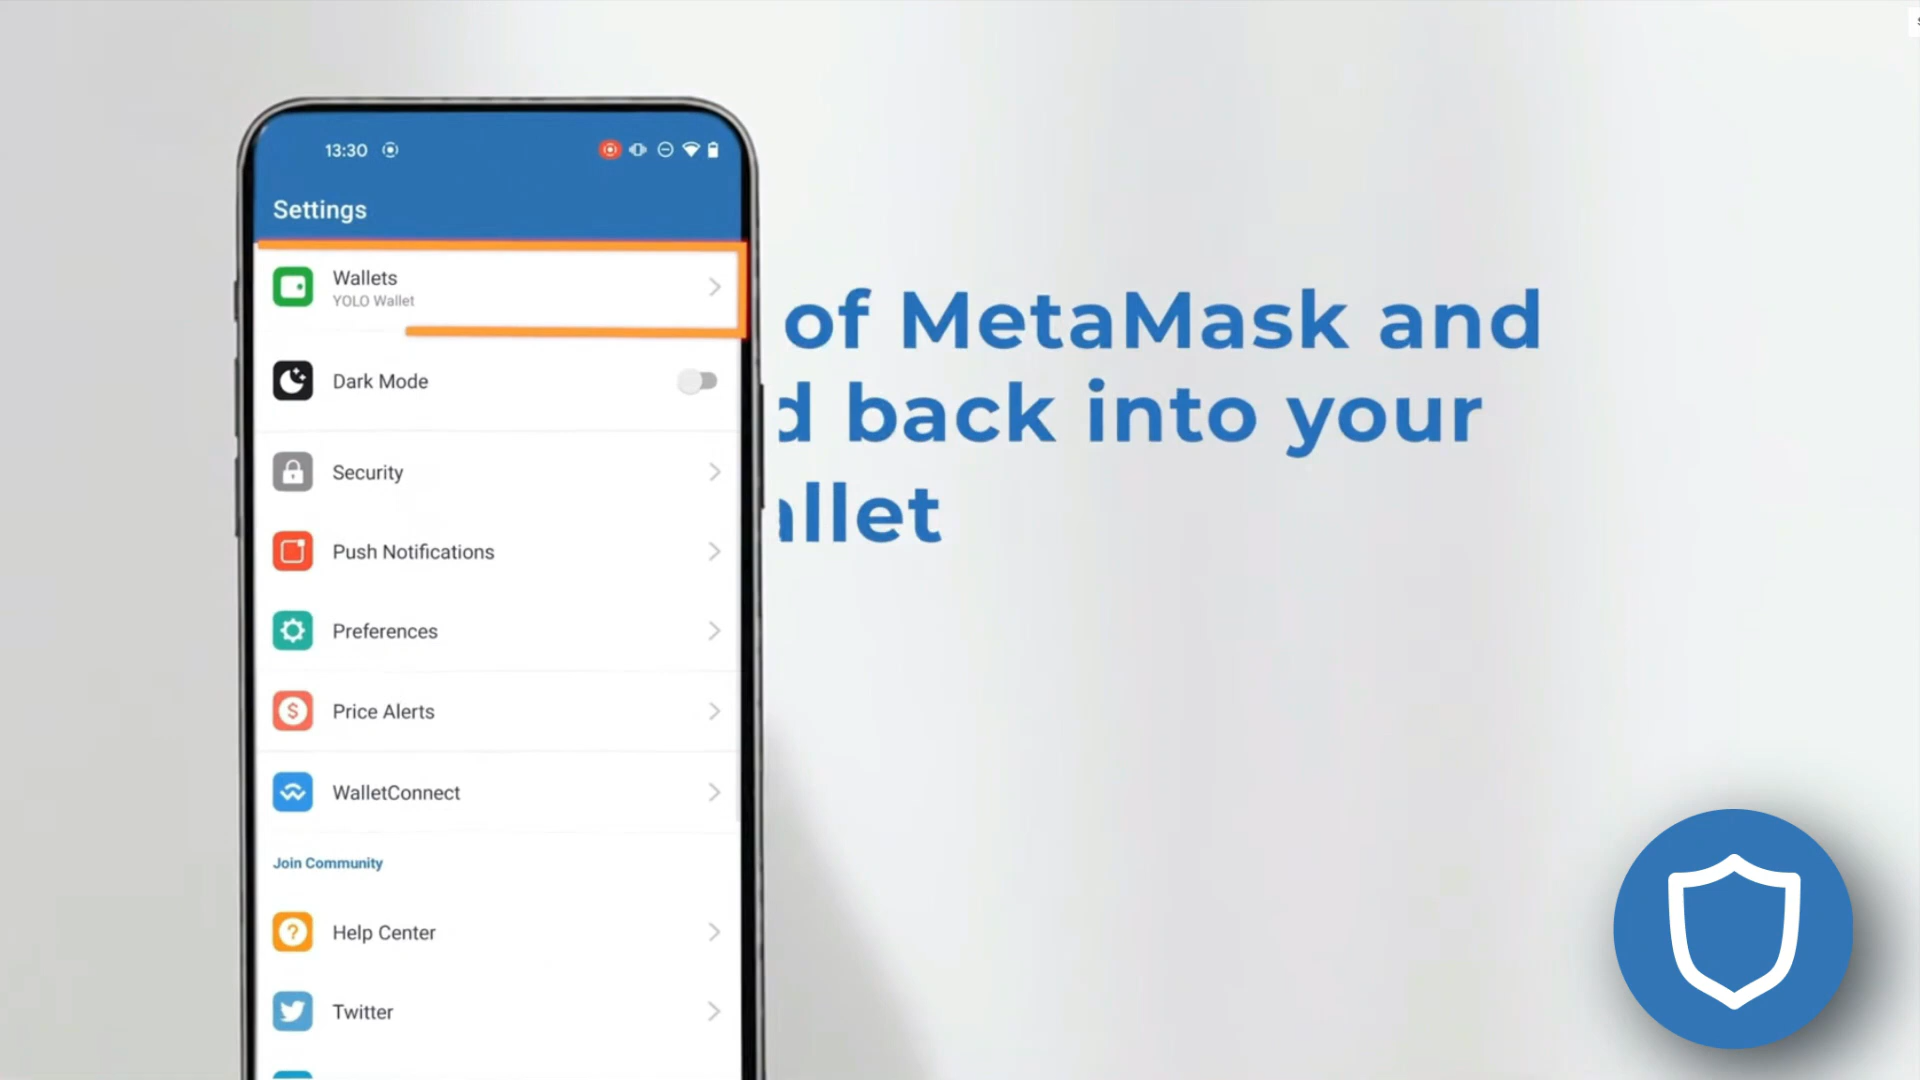 13:30
Settings
Wallets
YOLO Wallet
Dark Mode
Security
Push Notifications
Preferences
Price Alerts
WalletConnect
Join Community
Help Center
Twitter
of MetaMask and
back into your